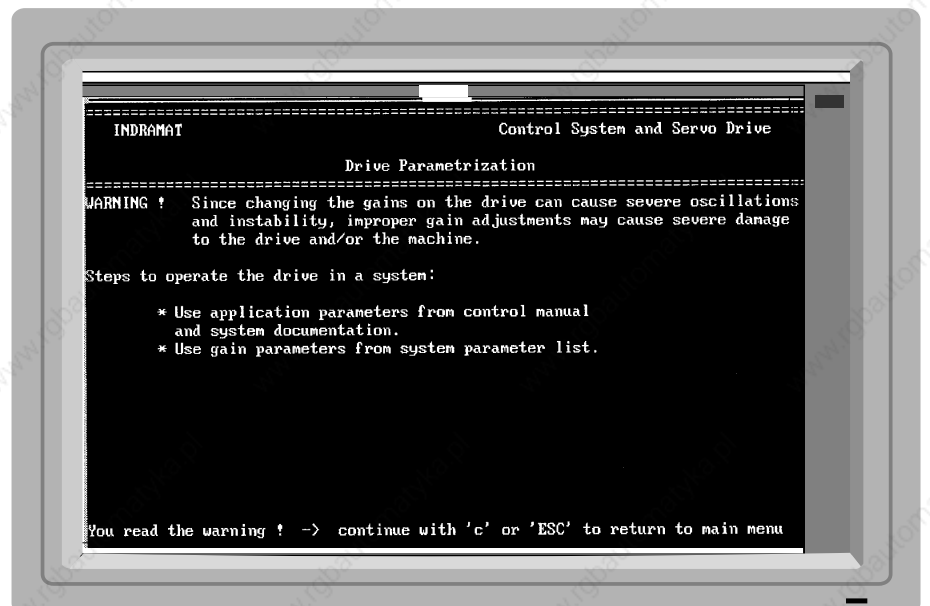 INDRAMAT Control System and Servo Drive
Drive Parametrization
WARNING ! Since changing the gains on the drive can cause severe oscillations
and instability, improper gain adjustments may cause severe damage
to the drive and/or the machine.
Steps to operate the drive in a system:
* Use application parameters from control manual
and system documentation.
* Use gain parameters from system parameter list.
You read the warning ! -> continue with 'c' or 'ESC' to return to main menu